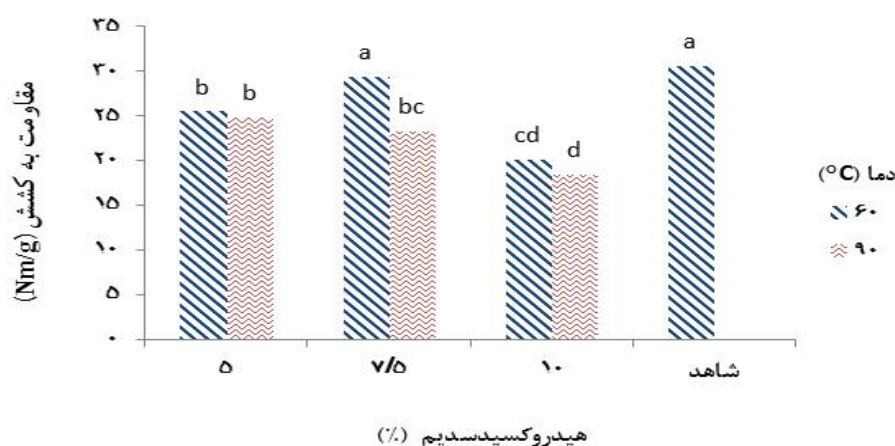 ۳۵
۳۰
۲۵
۲۰
۱۵
۱۰
۵
۰
مقاومت به کشش (Nm/g)
b b
a bc
cd d
a
۵ ۷/۵ ۱۰ شاهد
هیدروکسیدسدیم (%)
دما (°C)
۶۰
۹۰